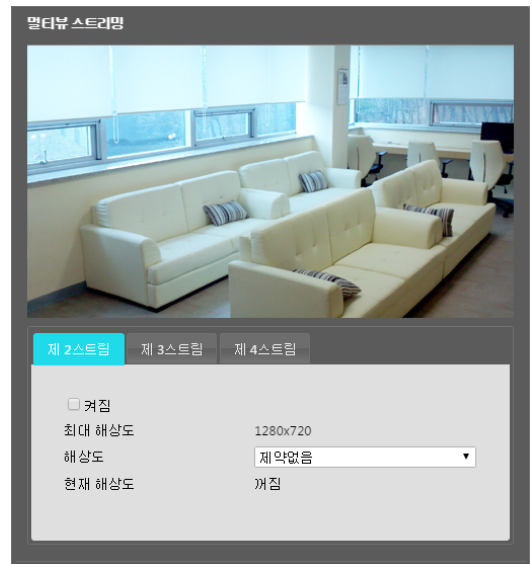 멀티뷰 스트리밍
제 2스트림 제 3스트림 제 4스트림
켜짐
최대 해상도 1280x720
해상도 제약없음
현재 해상도 꺼짐